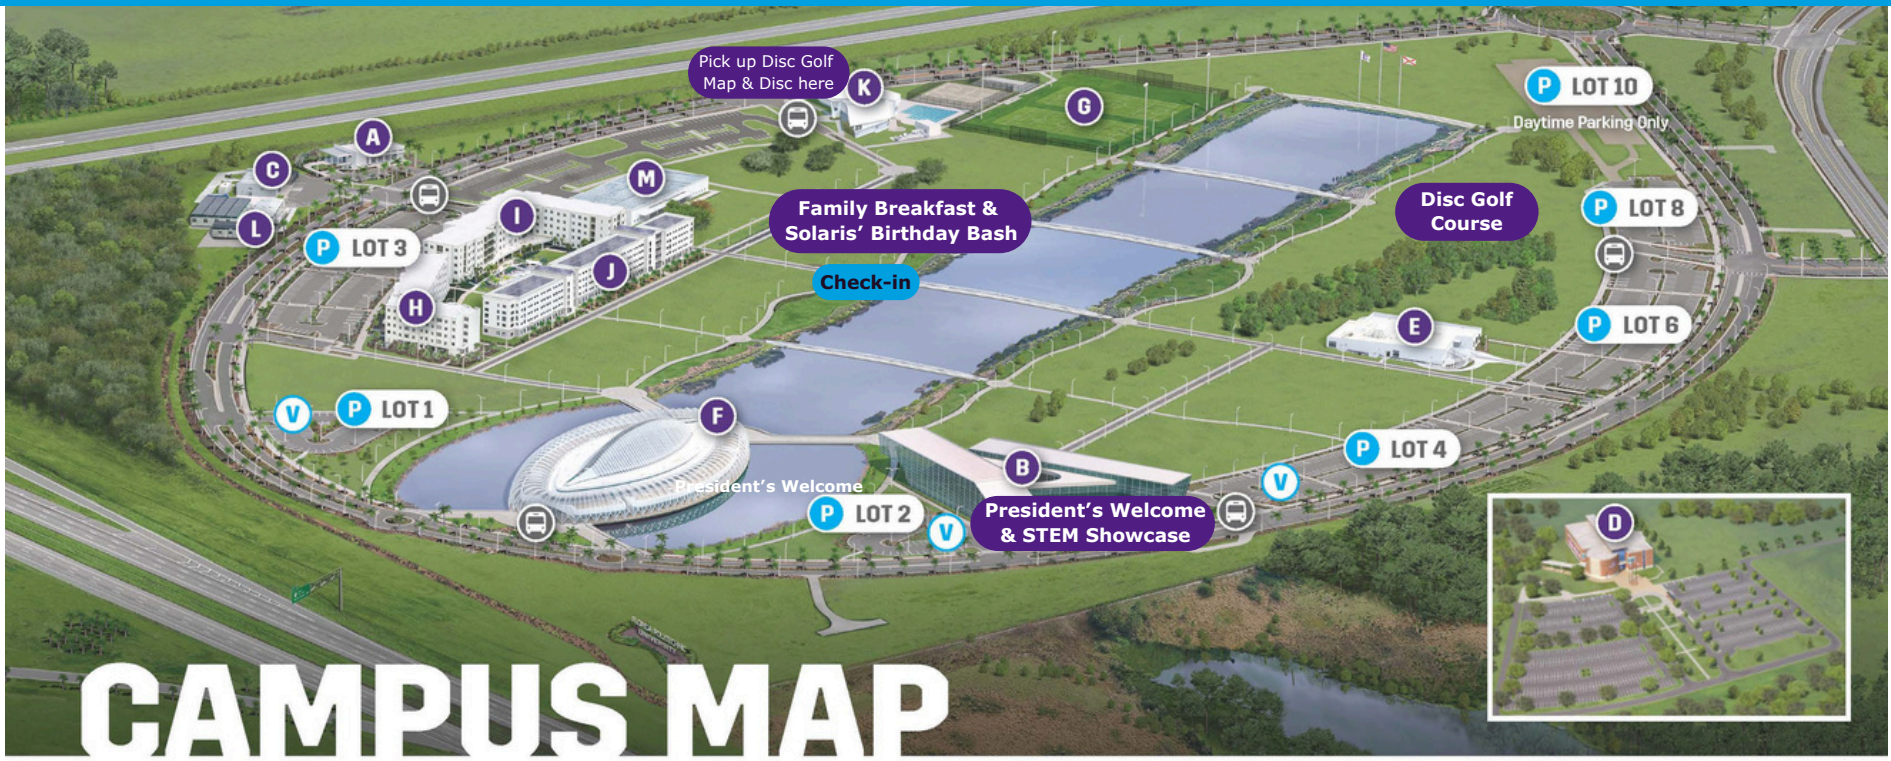 Pick up Disc Golf
Map & Disc here
K
G
P LOT 10
Daytime Parking Only
A
C
M
I
L
P LOT 3
J
H
Family Breakfast &
Solaris' Birthday Bash
Check-in
Disc Golf
Course
P LOT 8
P LOT 6
E
V
P LOT 1
F
President's Welcome
B
P LOT 4
V
P LOT 2
V
President's Welcome
& STEM Showcase
D
UNIVERSITY
CAMPUS MAP